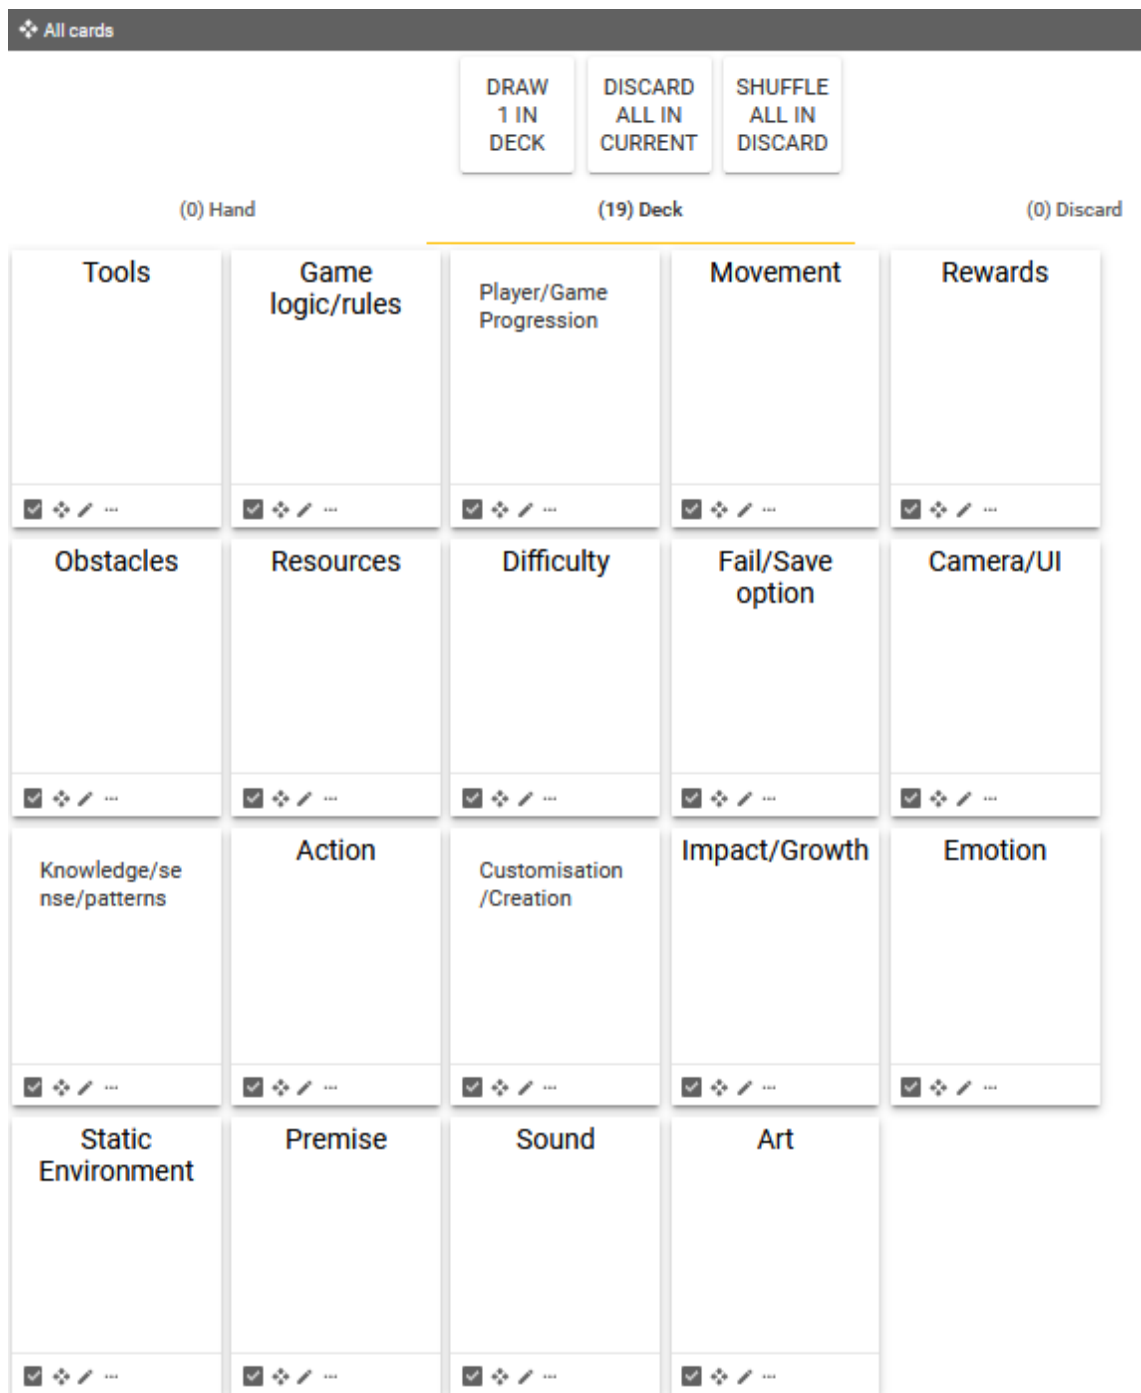 All cards
DRAW
1 IN
DECK
DISCARD
ALL IN
CURRENT
SHUFFLE
ALL IN
DISCARD
(0) Hand
(19) Deck
(0) Discard
Tools
Game
logic/rules
Player/Game
Progression
Movement
Rewards
Obstacles
Resources
Difficulty
Fail/Save
option
Camera/UI
Knowledge/se
nse/patterns
Action
Customisation
/Creation
Impact/Growth
Emotion
Static
Environment
Premise
Sound
Art